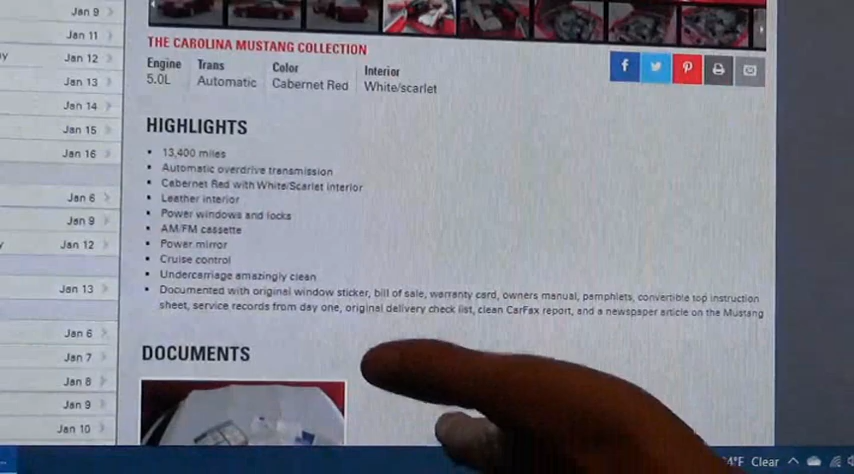 Jan 9
Jan 11
Jan 12
Jan 13
Jan 14
Jan 15
Jan 16
Jan 6
Jan 9
Jan 12
Jan 13
Jan 6
Jan 7
Jan 8
Jan 9
Jan 10
THE CAROLINA MUSTANG COLLECTION
Engine Trans Color Interior
5.0L Automatic Cabernet Red White/scarlet
HIGHLIGHTS
• 13,400 miles
• Automatic overdrive transmission
• Cabernet Red with White/Scarlet interior
• Leather interior
• Power windows and locks
• AM/FM cassette
• Power mirror
• Cruise control
• Undercarriage amazingly clean
• Documented with original window sticker, bill of sale, warranty card, owners manual, pamphlets, convertible top instruction
sheet, service records from day one, original delivery check list, clean CarFax report, and a newspaper article on the Mustang
DOCUMENTS
4°F Clear